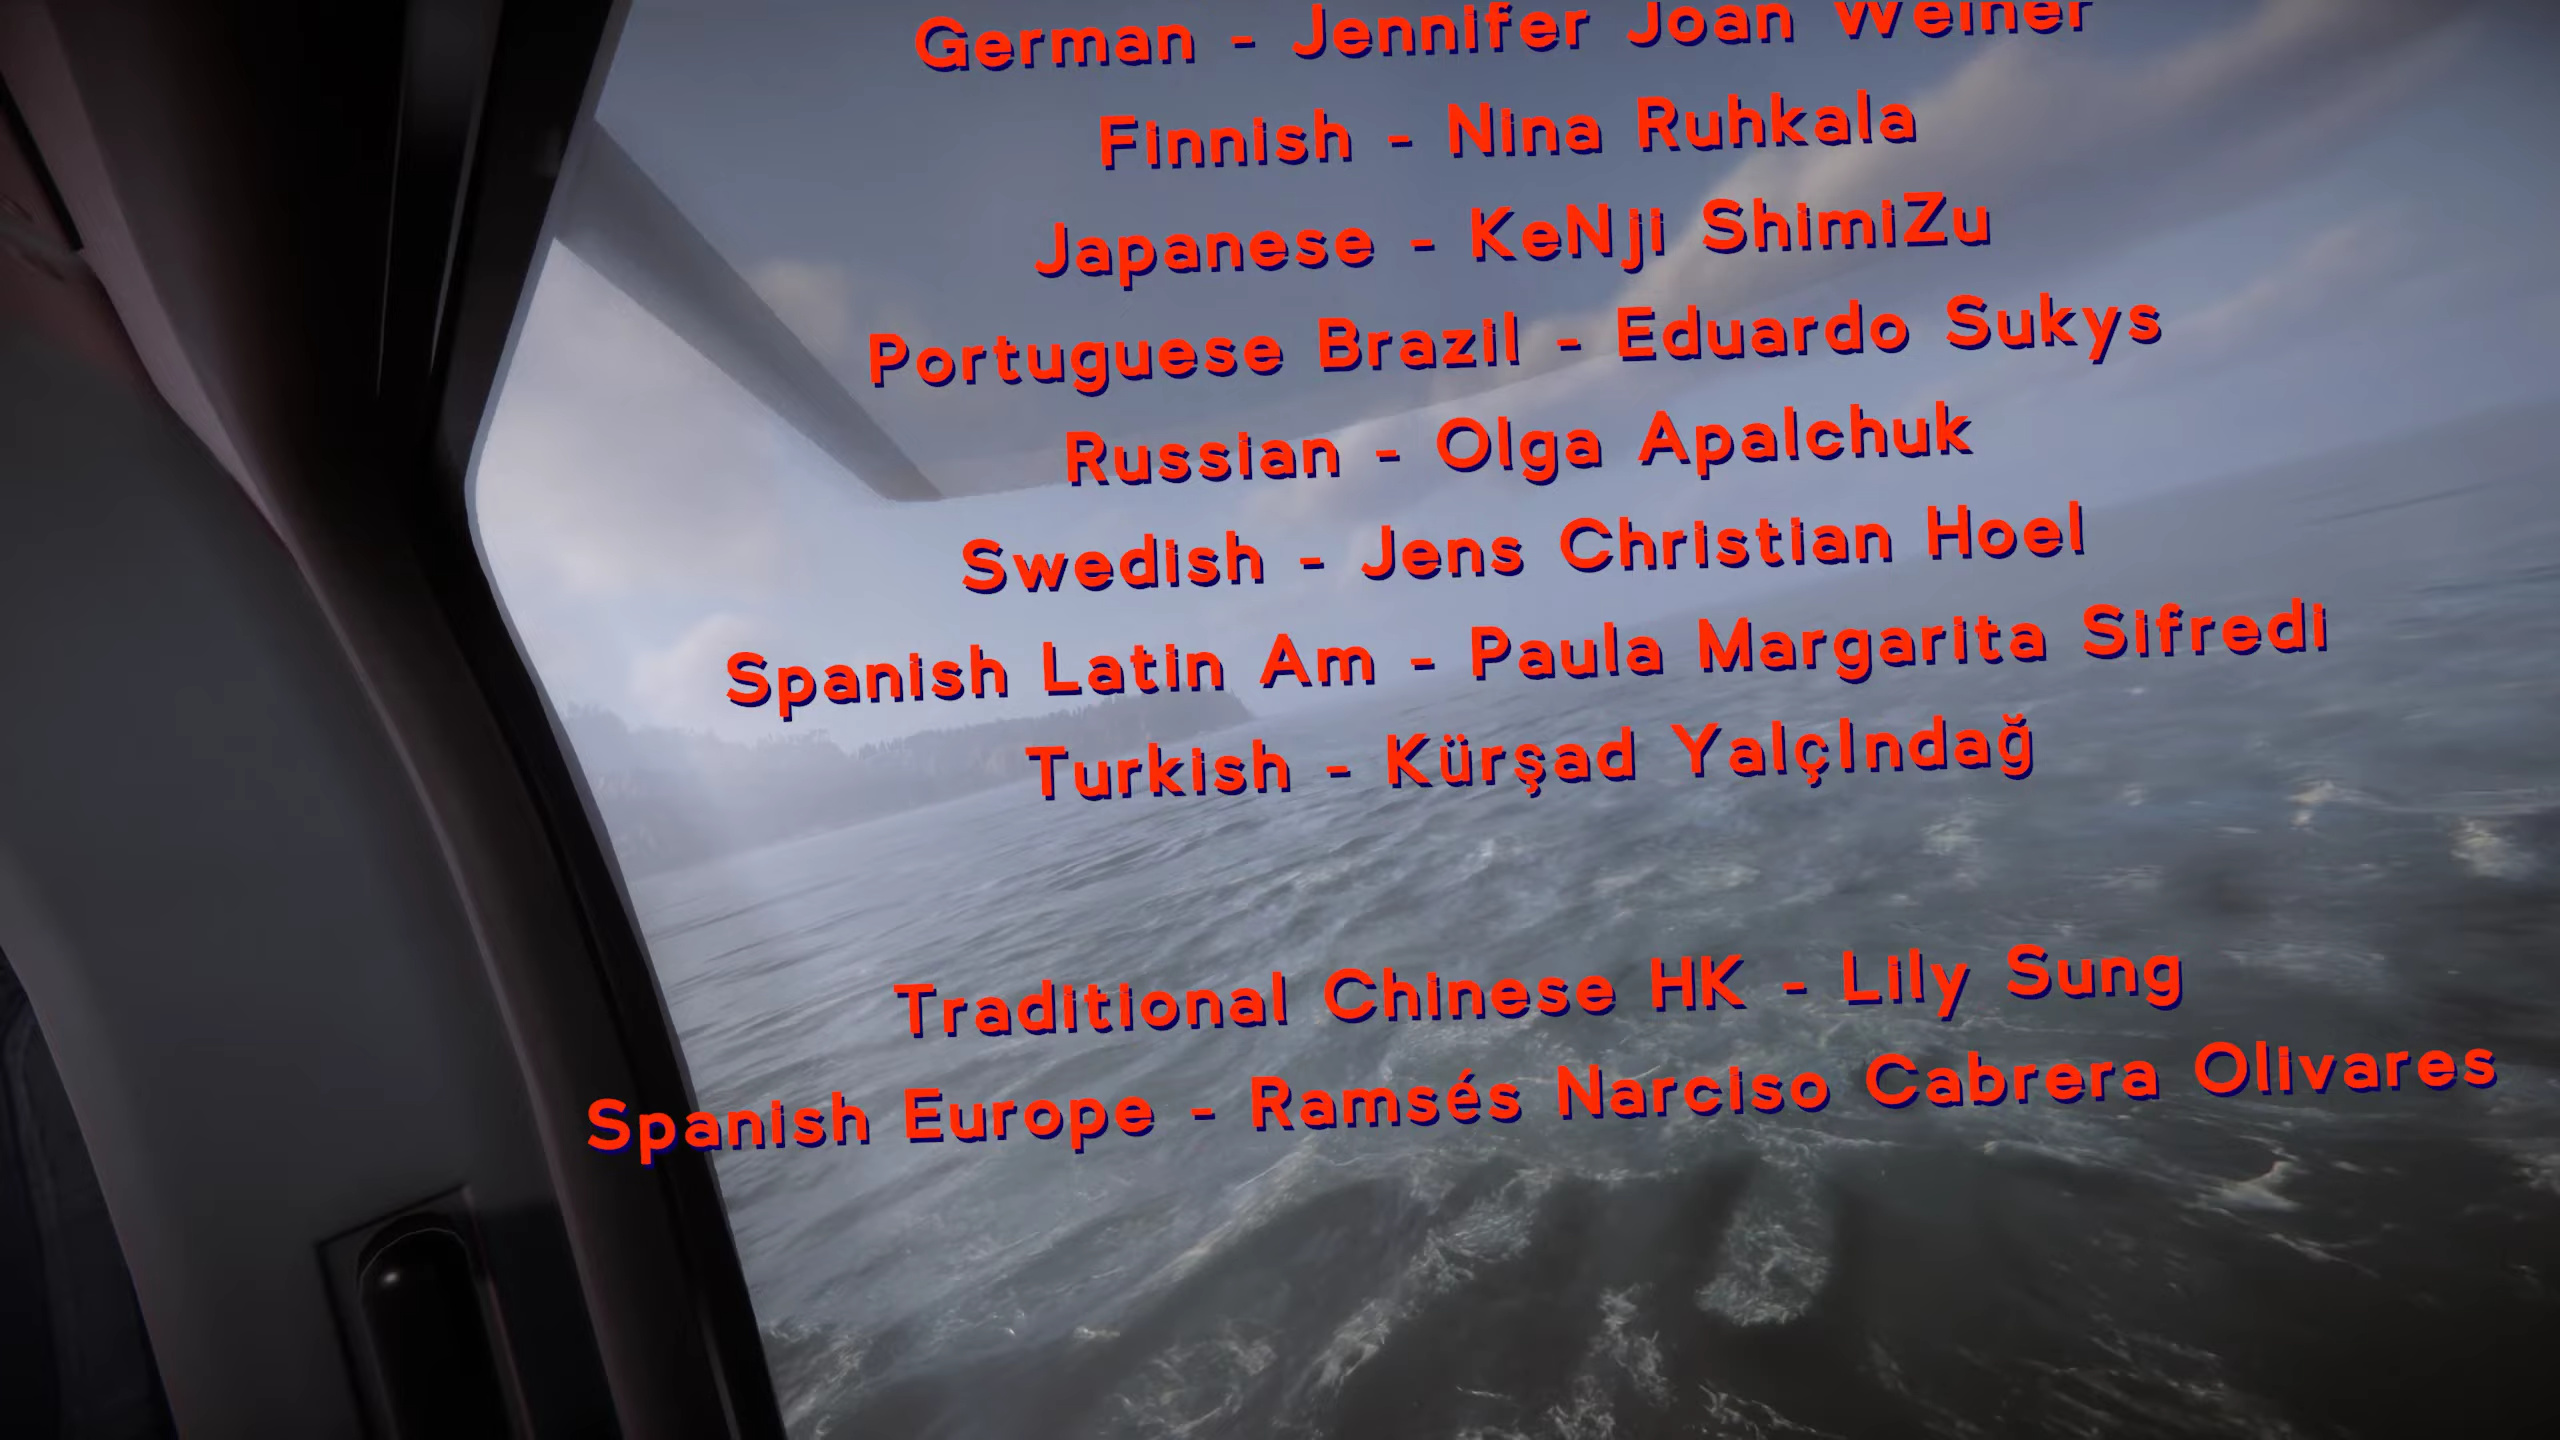 German - Jennifer Joan Weiner
Finnish - Nina Ruhkala
Japanese - KeNji ShimiZu
Portuguese Brazil - Eduardo Sukys
Russian - Olga Apalchuk
Swedish - Jens Christian Hoel
Spanish Latin Am - Paula Margarita Sifredi
Turkish - Kürşad YalçIndağ
Traditional Chinese HK - Lily Sung
Spanish Europe - Ramsés Narciso Cabrera Olivares